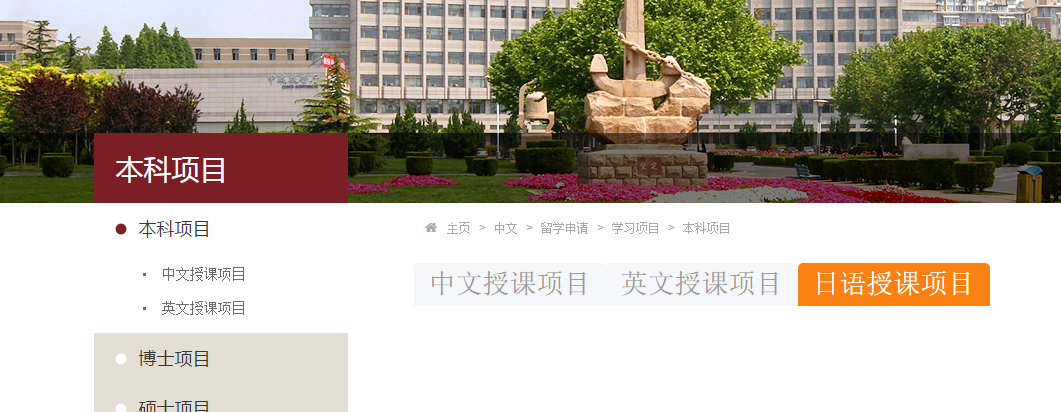 本科项目
本科项目
中文授课项目
英文授课项目
博士项目
硕士项目
主页 > 中文 > 留学申请 > 学习项目 > 本科项目
中文授课项目 英文授课项目 日语授课项目